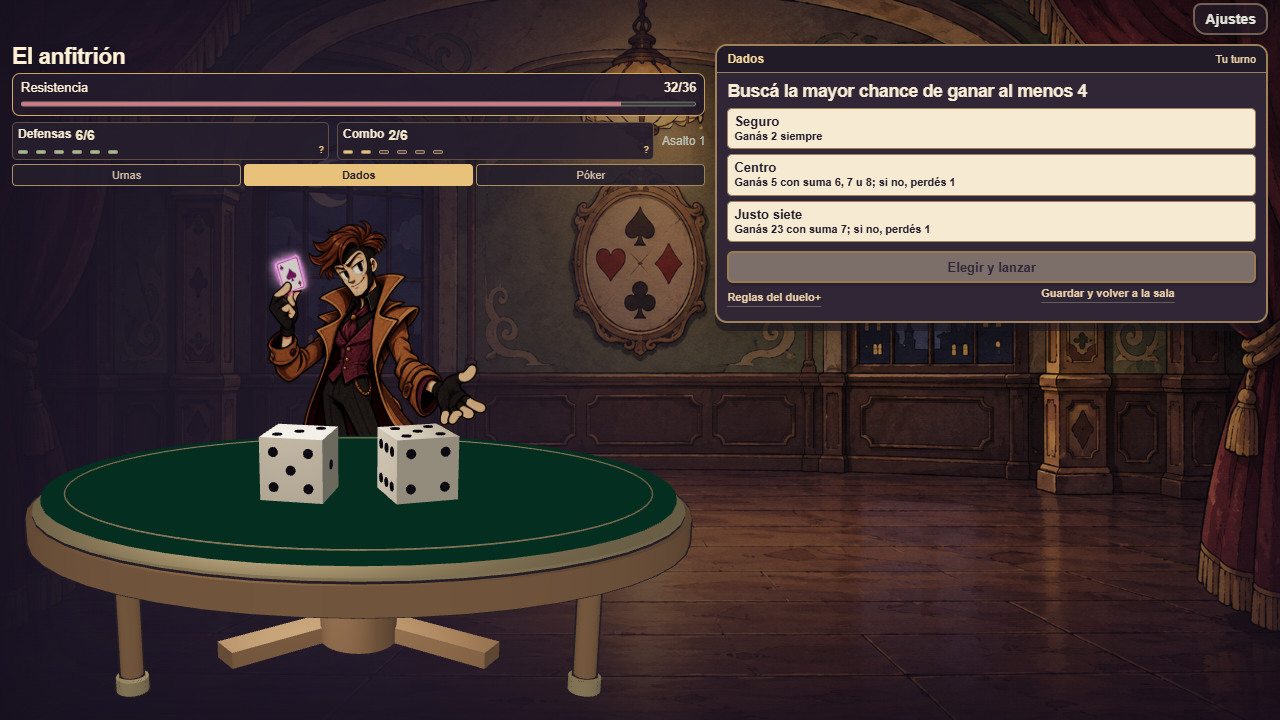 Ajustes
El anfitrión
Resistencia 32/36
Defensas 6/6 ?
Combo 2/6 ?
Asalto 1
Urnas
Dados
Póker
Dados
Tu turno
Buscá la mayor chance de ganar al menos 4
Seguro
Ganás 2 siempre
Centro
Ganás 5 con suma 6, 7 u 8; si no, perdés 1
Justo siete
Ganás 23 con suma 7; si no, perdés 1
Elegir y lanzar
Reglas del duelo+
Guardar y volver a la sala